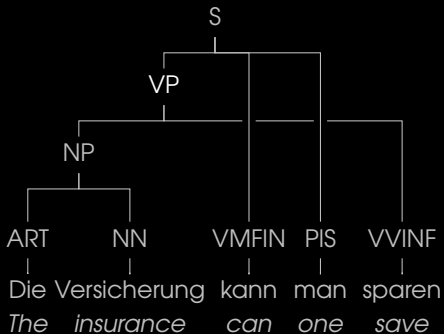 S
VP
NP
ART NN VMFIN PIS VVINF
Die Versicherung kann man sparen
The insurance can one save